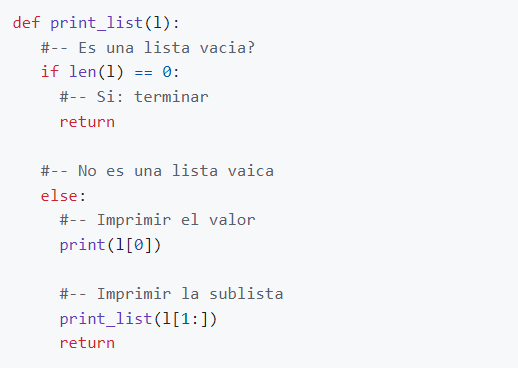 def print_list(l):
   #-- Es una lista vacia?
   if len(l) == 0:
     #-- Si: terminar
     return

   #-- No es una lista vaica
   else:
     #-- Imprimir el valor
     print(l[0])

     #-- Imprimir la sublista
     print_list(l[1:])
     return